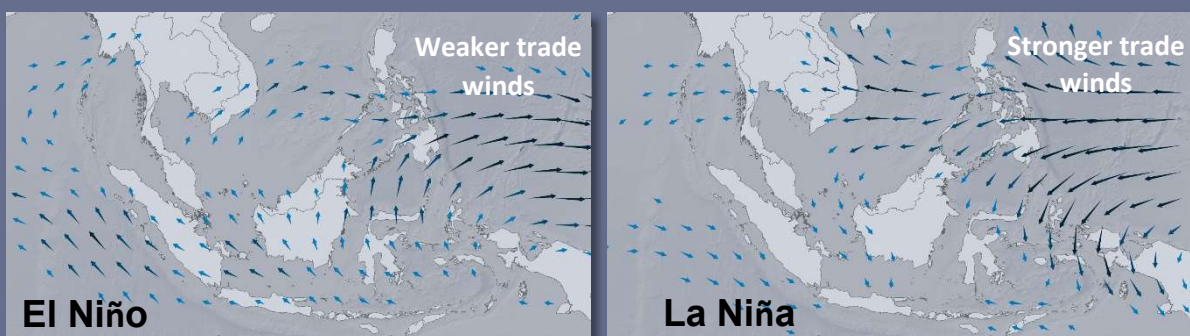 Weaker trade
winds
El Niño
Stronger trade
winds
La Niña